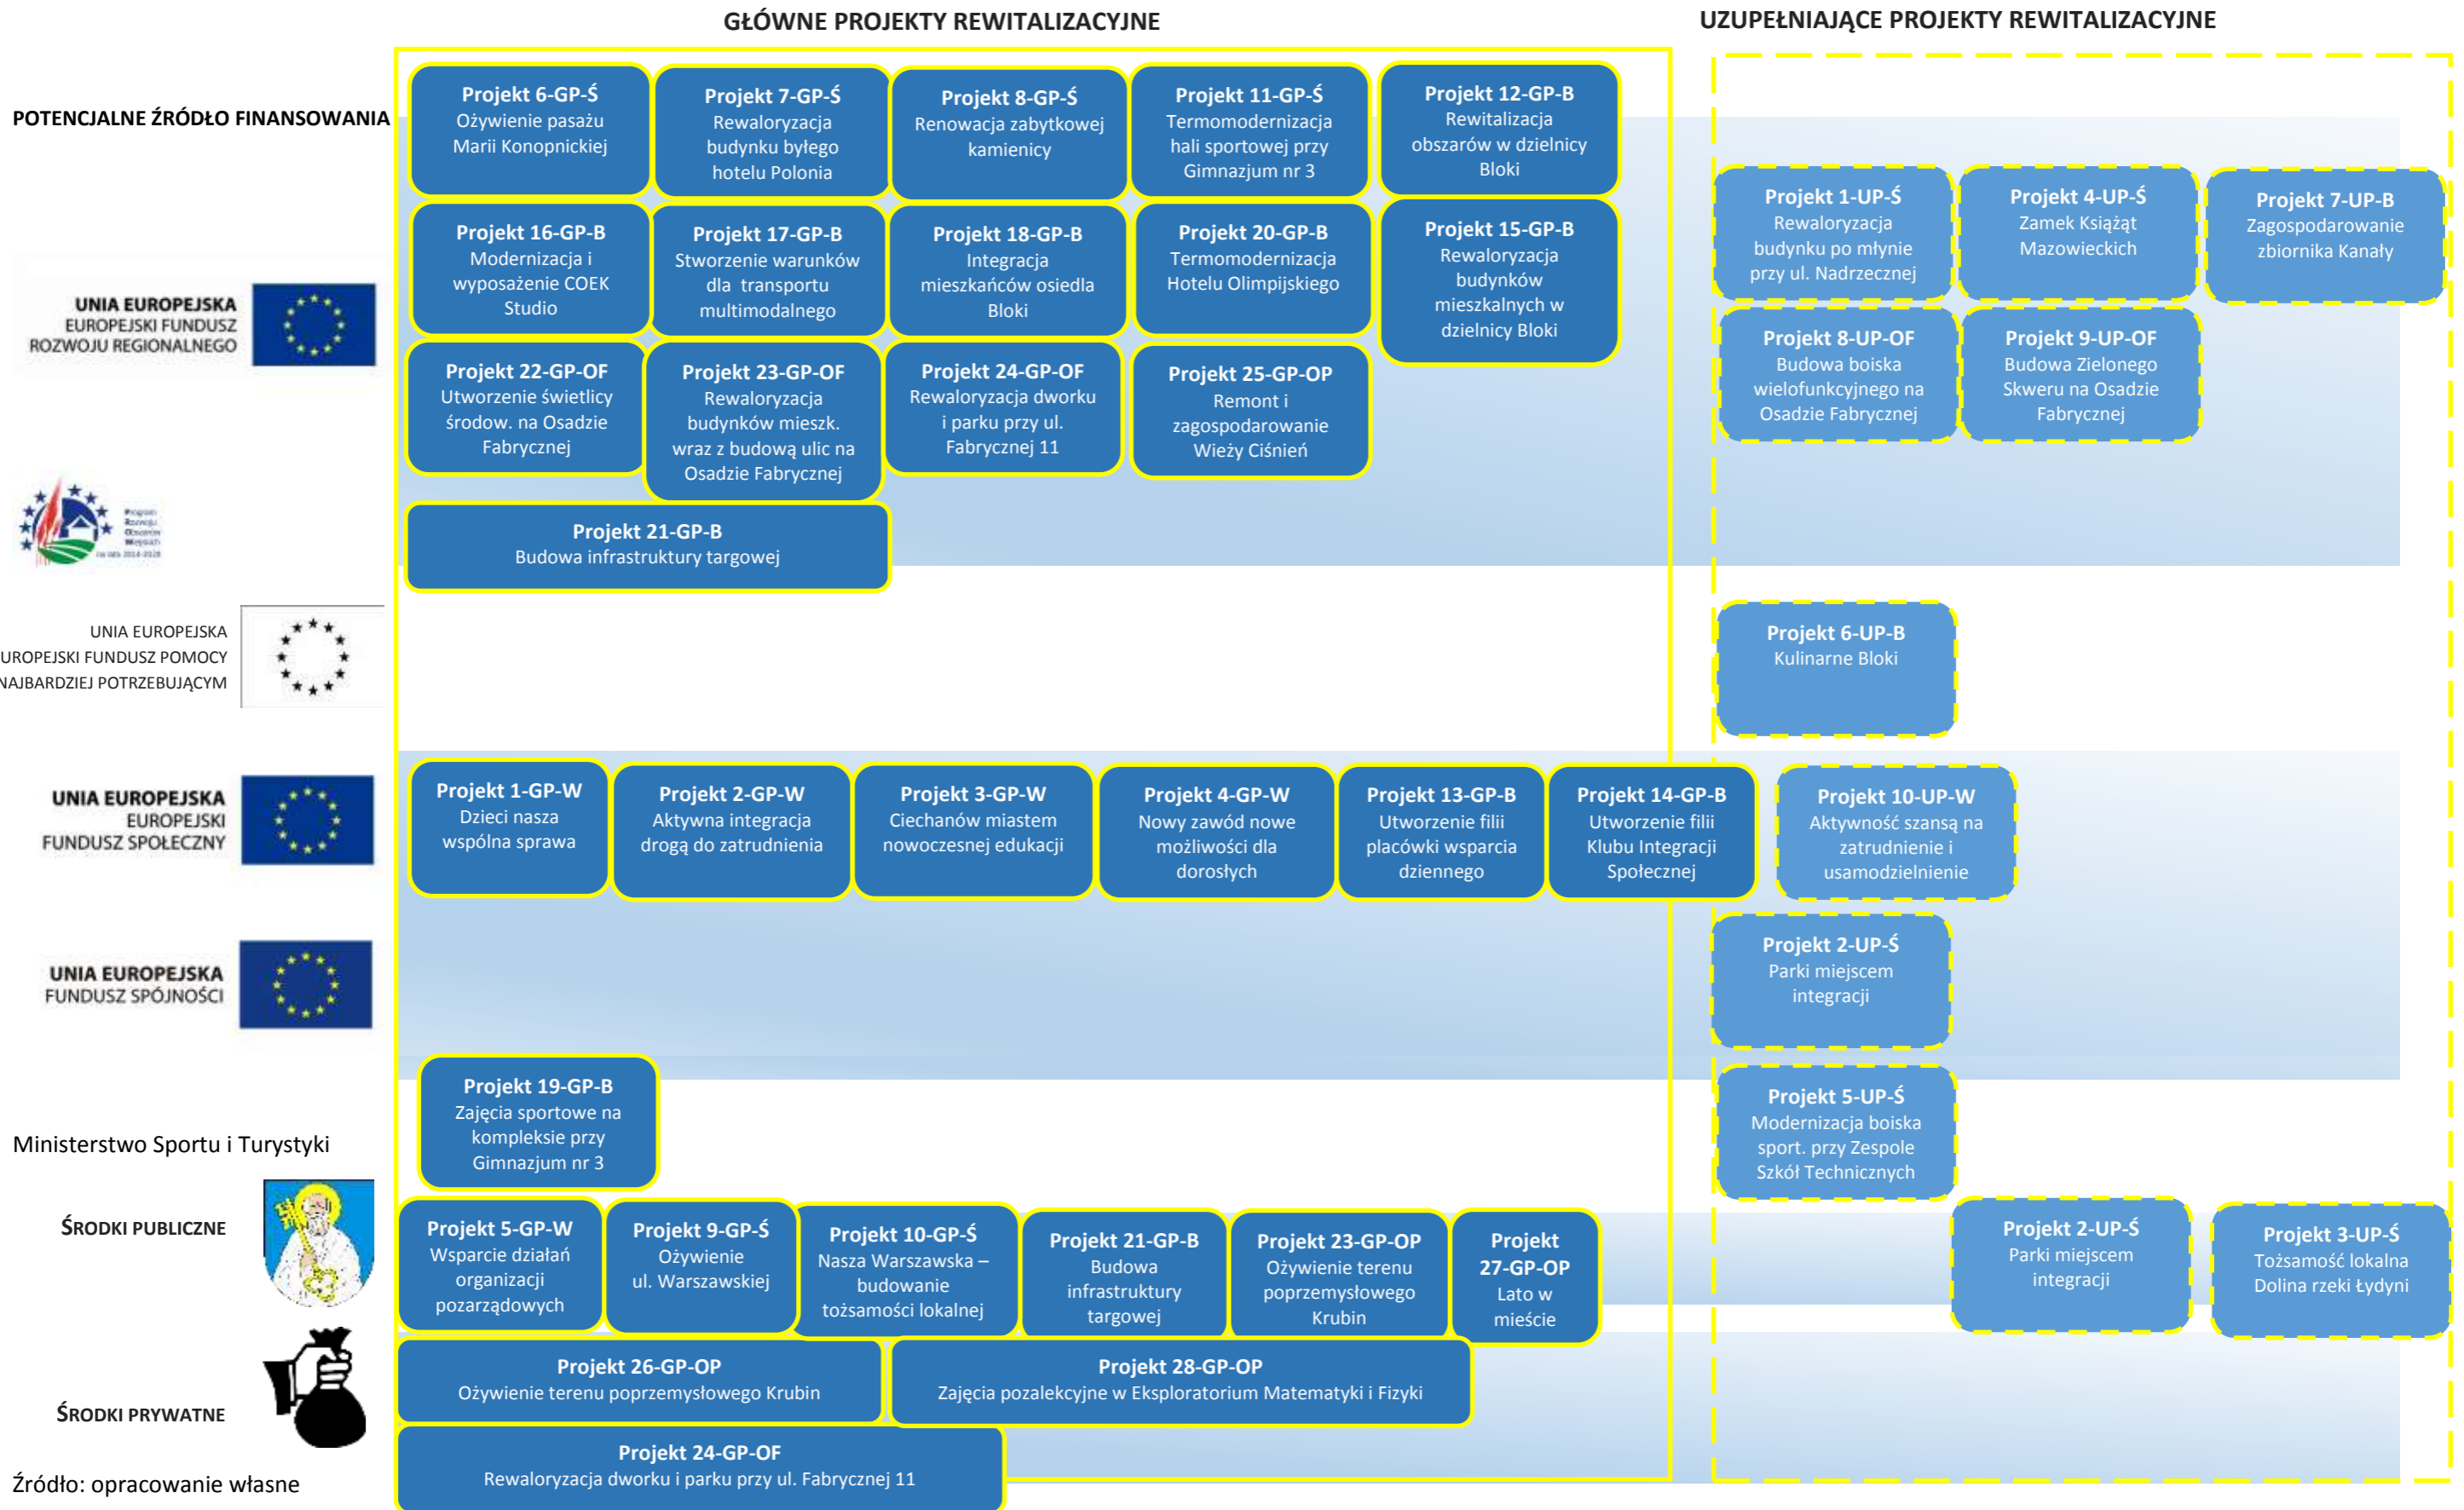 GŁÓWNE PROJEKTY REWITALIZACYJNE
UZUPEŁNIAJĄCE PROJEKTY REWITALIZACYJNE
POTENCJALNE ŹRÓDŁO FINANSOWANIA
Projekt 6-GP-Ś
Ożywienie pasażu
Marii Konopnickiej
Projekt 7-GP-Ś
Rewaloryzacja
budynku byłego
hotelu Polonia
Projekt 8-GP-Ś
Renowacja zabytkowej
kamienicy
Projekt 11-GP-Ś
Termomodernizacja
hali sportowej przy
Gimnazjum nr 3
Projekt 12-GP-B
Rewitalizacja
obszarów w dzielnicy
Bloki
Projekt 16-GP-B
Modernizacja i
wyposażenie COEK
Studio
Projekt 17-GP-B
Stworzenie warunków
dla transportu
multimodalnego
Projekt 18-GP-B
Integracja
mieszkańców osiedla
Bloki
Projekt 20-GP-B
Termomodernizacja
Hotelu Olimpijskiego
Projekt 15-GP-B
Rewaloryzacja
budynków
mieszkalnych w
dzielnicy Bloki
Projekt 1-UP-Ś
Rewaloryzacja
budynku po młynie
przy ul. Nadrzecznej
Projekt 4-UP-Ś
Zamek Książąt
Mazowieckich
Projekt 7-UP-B
Zagospodarowanie
zbiornika Kanały
UNIA EUROPEJSKA
EUROPEJSKI FUNDUSZ
ROZWOJU REGIONALNEGO
Projekt 22-GP-OF
Utworzenie świetlicy
środow. na Osadzie
Fabrycznej
Projekt 23-GP-OF
Rewaloryzacja
budynków mieszk.
wraz z budową ulic na
Osadzie Fabrycznej
Projekt 24-GP-OF
Rewaloryzacja dworku
i parku przy ul.
Fabrycznej 11
Projekt 25-GP-OP
Remont i
zagospodarowanie
Wieży Ciśnień
Projekt 8-UP-OF
Budowa boiska
wielofunkcyjnego na
Osadzie Fabrycznej
Projekt 9-UP-OF
Budowa Zielonego
Skweru na Osadzie
Fabrycznej
Program
Rozwoju
Obszarów
Wiejskich
na lata 2014-2020
Projekt 21-GP-B
Budowa infrastruktury targowej
UNIA EUROPEJSKA
UROPEJSKI FUNDUSZ POMOCY
NAJBARDZIEJ POTRZEBUJĄCYM
Projekt 6-UP-B
Kulinarne Bloki
UNIA EUROPEJSKA
EUROPEJSKI
FUNDUSZ SPOŁECZNY
Projekt 1-GP-W
Dzieci nasza
wspólna sprawa
Projekt 2-GP-W
Aktywna integracja
drogą do zatrudnienia
Projekt 3-GP-W
Ciechanów miastem
nowoczesnej edukacji
Projekt 4-GP-W
Nowy zawód nowe
możliwości dla
dorosłych
Projekt 13-GP-B
Utworzenie filii
placówki wsparcia
dziennego
Projekt 14-GP-B
Utworzenie filii
Klubu Integracji
Społecznej
Projekt 10-UP-W
Aktywność szansą na
zatrudnienie i
usamodzielnienie
UNIA EUROPEJSKA
FUNDUSZ SPÓJNOŚCI
Projekt 2-UP-Ś
Parki miejscem
integracji
Ministerstwo Sportu i Turystyki
Projekt 19-GP-B
Zajęcia sportowe na
kompleksie przy
Gimnazjum nr 3
Projekt 5-UP-Ś
Modernizacja boiska
sport. przy Zespole
Szkół Technicznych
ŚRODKI PUBLICZNE
Projekt 5-GP-W
Wsparcie działań
organizacji
pozarządowych
Projekt 9-GP-Ś
Ożywienie
ul. Warszawskiej
Projekt 10-GP-Ś
Nasza Warszawska –
budowanie
tożsamości lokalnej
Projekt 21-GP-B
Budowa
infrastruktury
targowej
Projekt 23-GP-OP
Ożywienie terenu
poprzemysłowego
Krubin
Projekt
27-GP-OP
Lato w
mieście
Projekt 2-UP-Ś
Parki miejscem
integracji
Projekt 3-UP-Ś
Tożsamość lokalna
Dolina rzeki Łydyni
ŚRODKI PRYWATNE
Projekt 26-GP-OP
Ożywienie terenu poprzemysłowego Krubin
Projekt 28-GP-OP
Zajęcia pozalekcyjne w Eksploratorium Matematyki i Fizyki
Projekt 24-GP-OF
Rewaloryzacja dworku i parku przy ul. Fabrycznej 11
Źródło: opracowanie własne